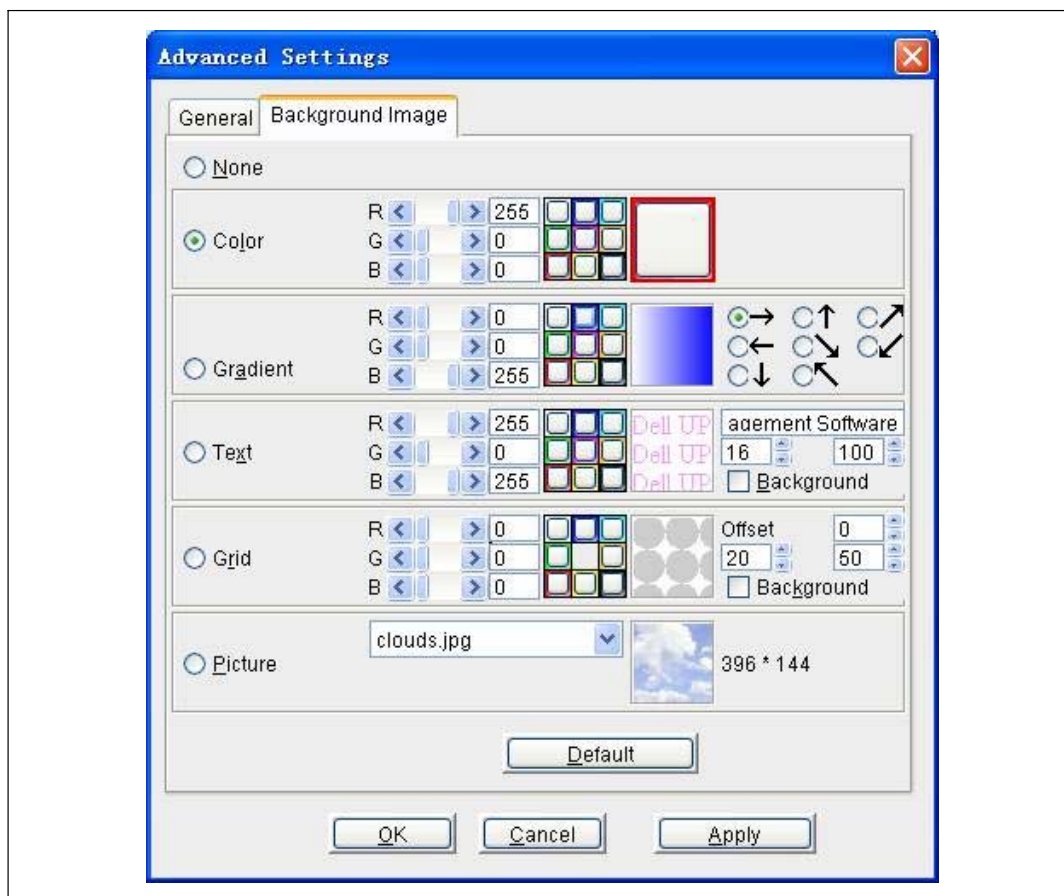 Advanced Settings
General Background Image
None
Color
R 255
G 0
B 0
Gradient
R 0
G 0
B 255
Text
R 255
G 0
B 255
Dell UP
Dell UP
Dell UP
agement Software
16 100
Background
Grid
R 0
G 0
B 0
Offset 0
20 50
Background
Picture
clouds.jpg
396 * 144
Default
OK Cancel Apply